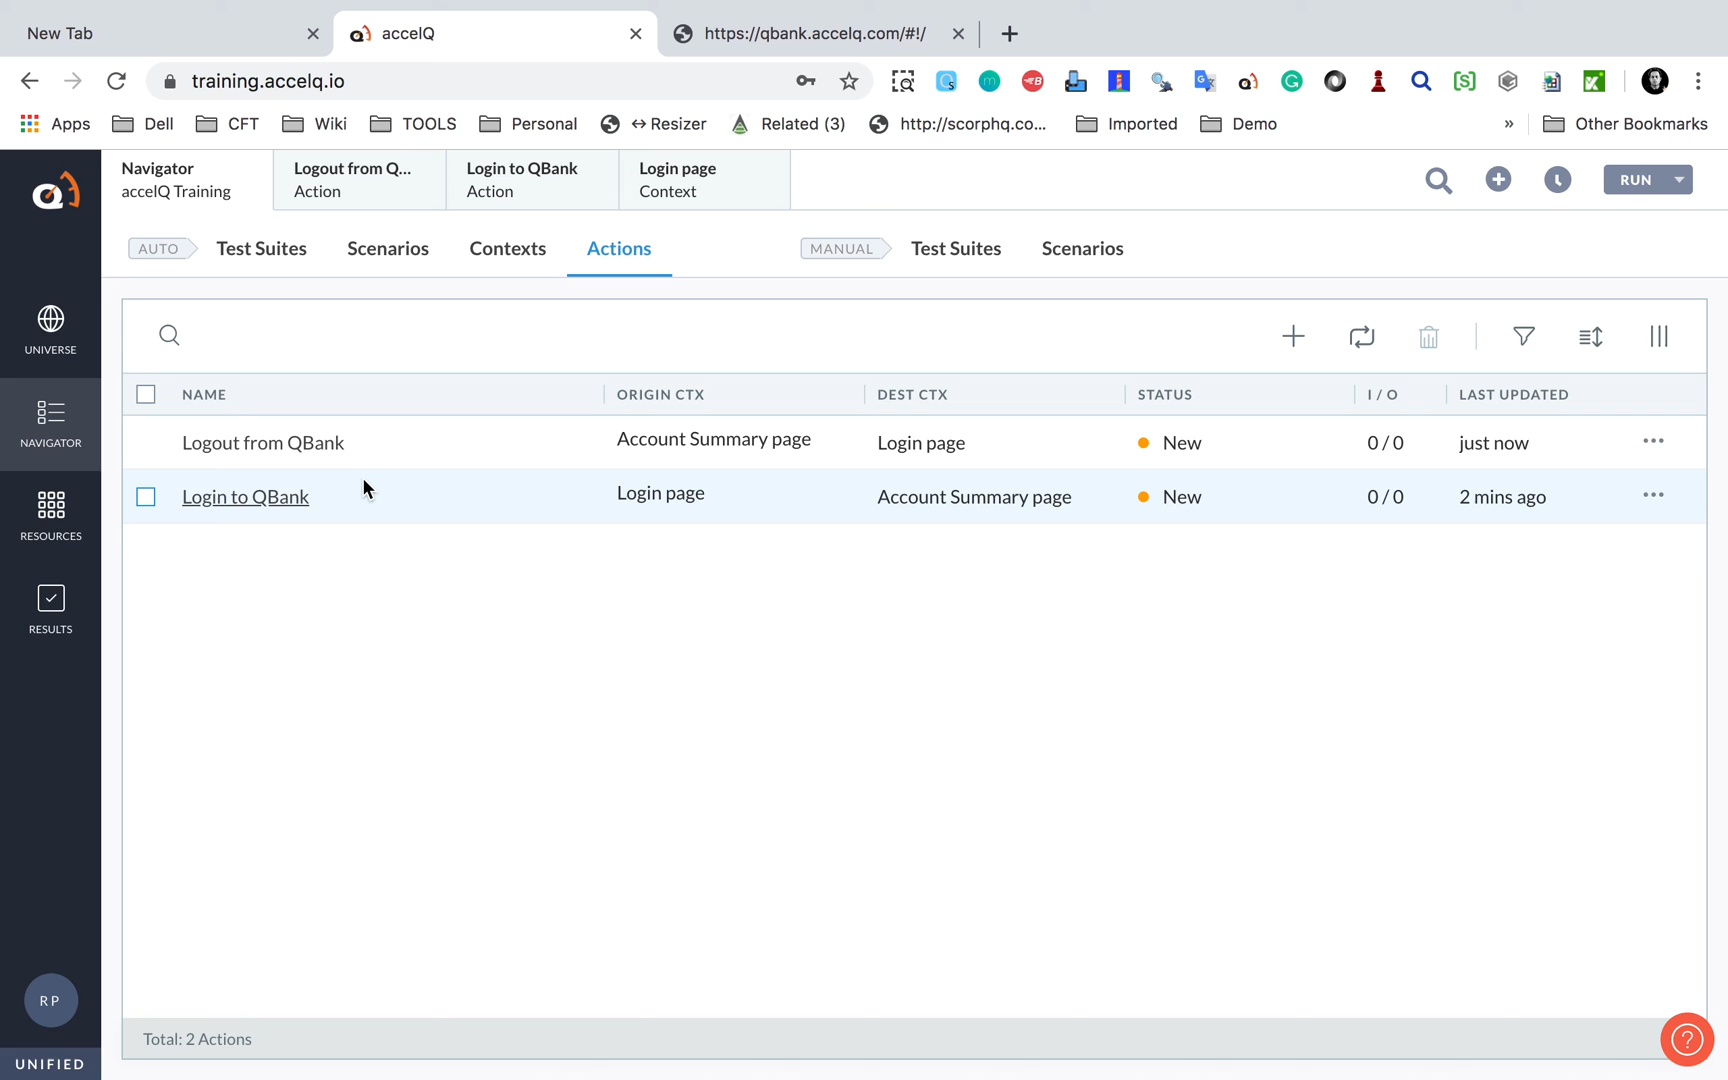 New Tab
accelQ
https://qbank.accelq.com/#!/
training.accelq.io
Apps
Dell
CFT
Wiki
TOOLS
Personal
↔Resizer
Related (3)
http://scorphq.co...
Imported
Demo
»
Other Bookmarks
Navigator
accelQ Training
Logout from Q...
Action
Login to QBank
Action
Login page
Context
RUN
AUTO
Test Suites
Scenarios
Contexts
Actions
MANUAL
Test Suites
Scenarios
UNIVERSE
NAVIGATOR
RESOURCES
RESULTS
NAME
ORIGIN CTX
DEST CTX
STATUS
I / O
LAST UPDATED
Logout from QBank
Account Summary page
Login page
New
0 / 0
just now
Login to QBank
Login page
Account Summary page
New
0 / 0
2 mins ago
RP
UNIFIED
Total: 2 Actions
?